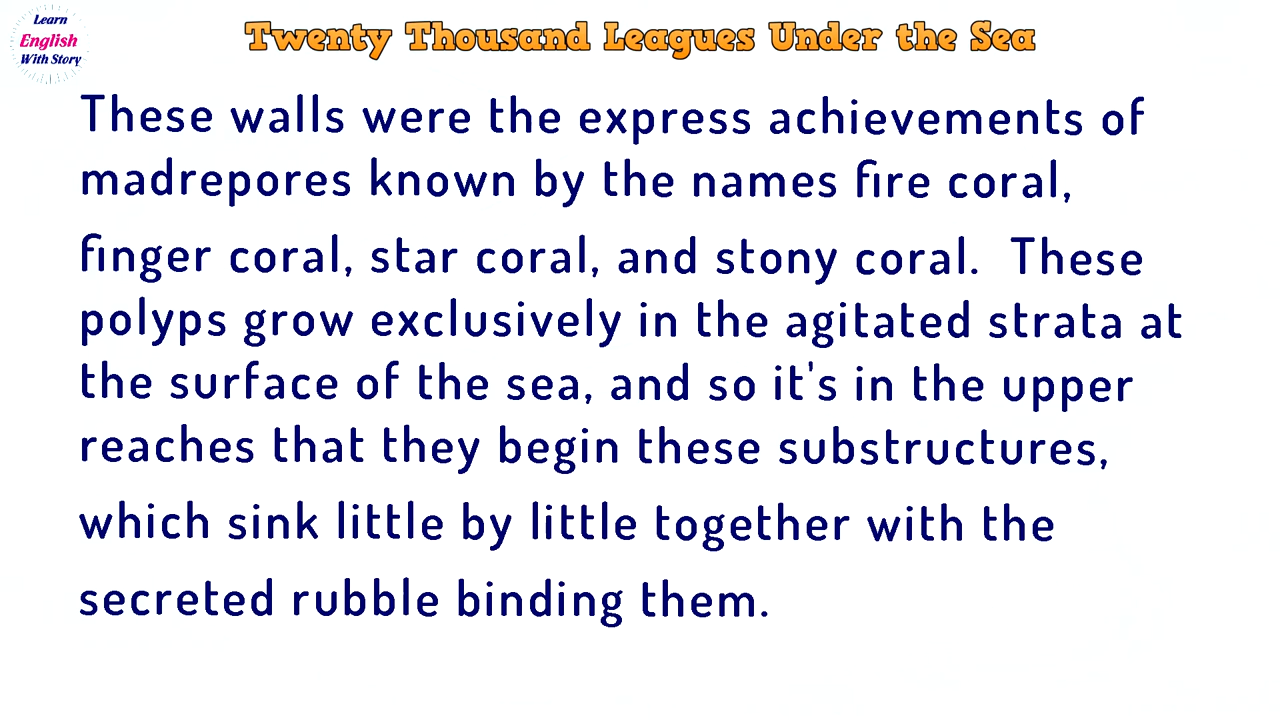 Learn
English
With Story
Twenty Thousand Leagues Under the Sea
These walls were the express achievements of
madrepores known by the names fire coral,
finger coral, star coral, and stony coral.  These
polyps grow exclusively in the agitated strata at
the surface of the sea, and so it's in the upper
reaches that they begin these substructures,
which sink little by little together with the
secreted rubble binding them.